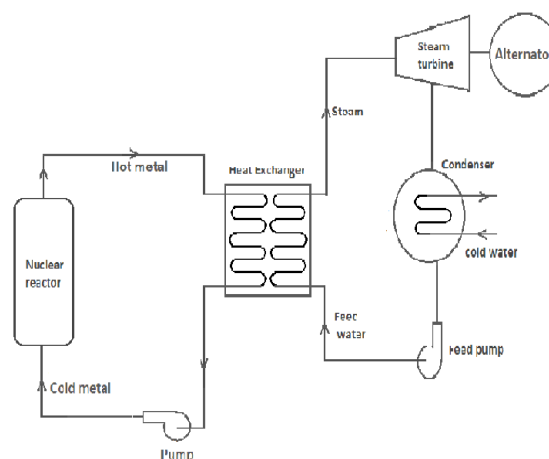 Steam
turbine
Alternato
Steam
Hot metal
Heat Exchanger
Condenser
Nuclear
reactor
cold water
Feed
water
Feed pump
Cold metal
Pump